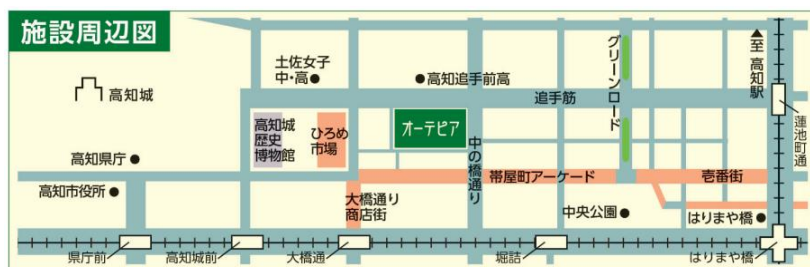 施設周辺図
▲至 高知駅
グリーンロード
土佐女子
中・高●
●高知追手前高
高知城
追手筋
蓮池町通
高知城
歴史
博物館
ひろめ
市場
オーテピア
中の橋通り
高知県庁●
帯屋町アーケード
壱番街
高知市役所●
大橋通り
商店街
中央公園●
はりまや橋●
県庁前
高知城前
大橋通
堀詰
はりまや橋